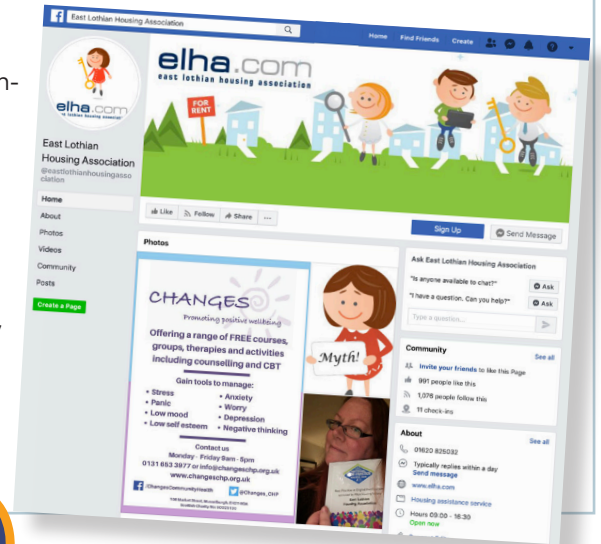 n-
East Lothian Housing Association
Home
Find Friends
Create
elha.com
east lothian housing association
FOR
RENT
elha.com
East Lothian
Housing Association
@eastlothianhousingasso
ciation
Home
About
Photos
Videos
Community
Posts
Create a Page
Like
Follow
Share
...
Sign Up
Send Message
Photos
CHANGES
Promoting positive wellbeing
Offering a range of FREE courses,
groups, therapies and activities
including counselling and CBT
Gain tools to manage:
• Stress
• Panic
• Low mood
• Low self esteem
• Anxiety
• Worry
• Depression
• Negative thinking
Contact us
Monday - Friday 9am - 5pm
0131 653 3977 or info@changeschp.org.uk
www.changeschp.org.uk
/ChangesCommunityHealth
@Changes_CHP
Myth!
Ask East Lothian Housing Association
"Is anyone available to chat?"
Ask
"I have a question. Can you help?"
Ask
Type a question...
Community
See all
Invite your friends to like this Page
991 people like this
1,076 people follow this
11 check-ins
About
See all
01620 825032
Typically replies within a day
Send message
www.elha.com
Housing assistance service
Hours 09:00 - 16:30
Open now